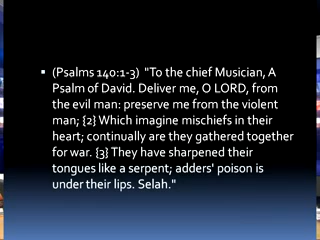 (Psalms 140:1-3) "To the chief Musician, A
Psalm of David. Deliver me, O LORD, from
the evil man: preserve me from the violent
man; {2} Which imagine mischiefs in their
heart; continually are they gathered together
for war. {3} They have sharpened their
tongues like a serpent; adders' poison is
under their lips. Selah."